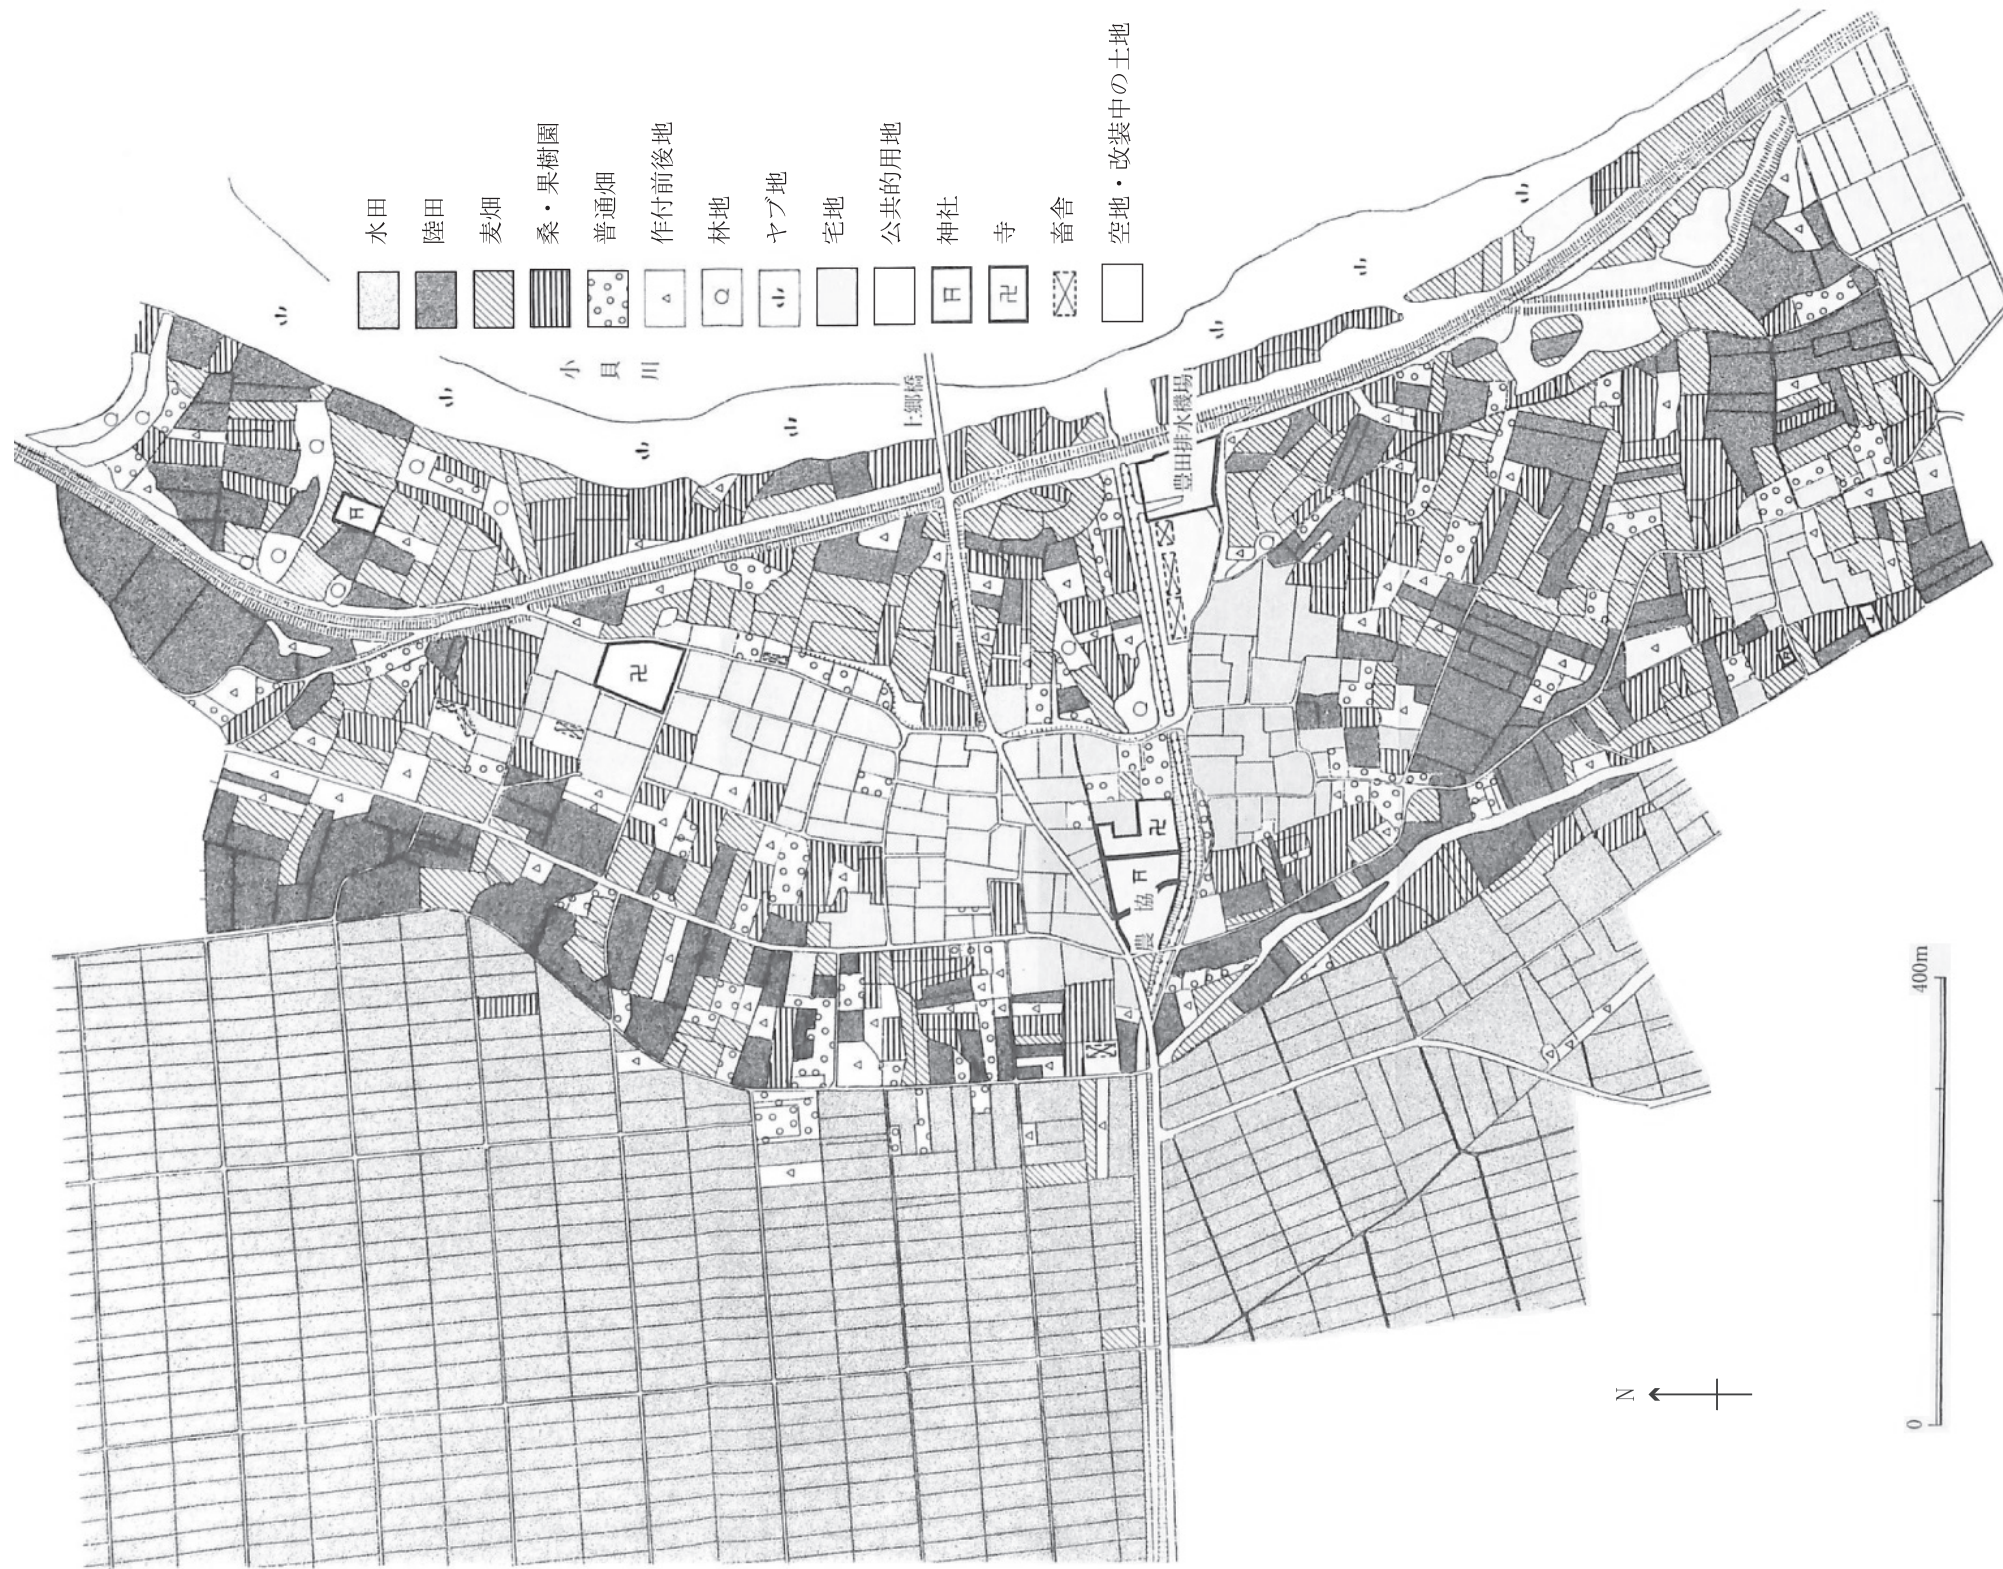 水田
陸田
麦畑
桑・果樹園
普通畑
作付前後地
林地
ヤブ地
宅地
公共的用地
神社
寺
畜舎
空地・改装中の土地
小貝川
上郷橋
豊田排水機場
農協
N
0 400m